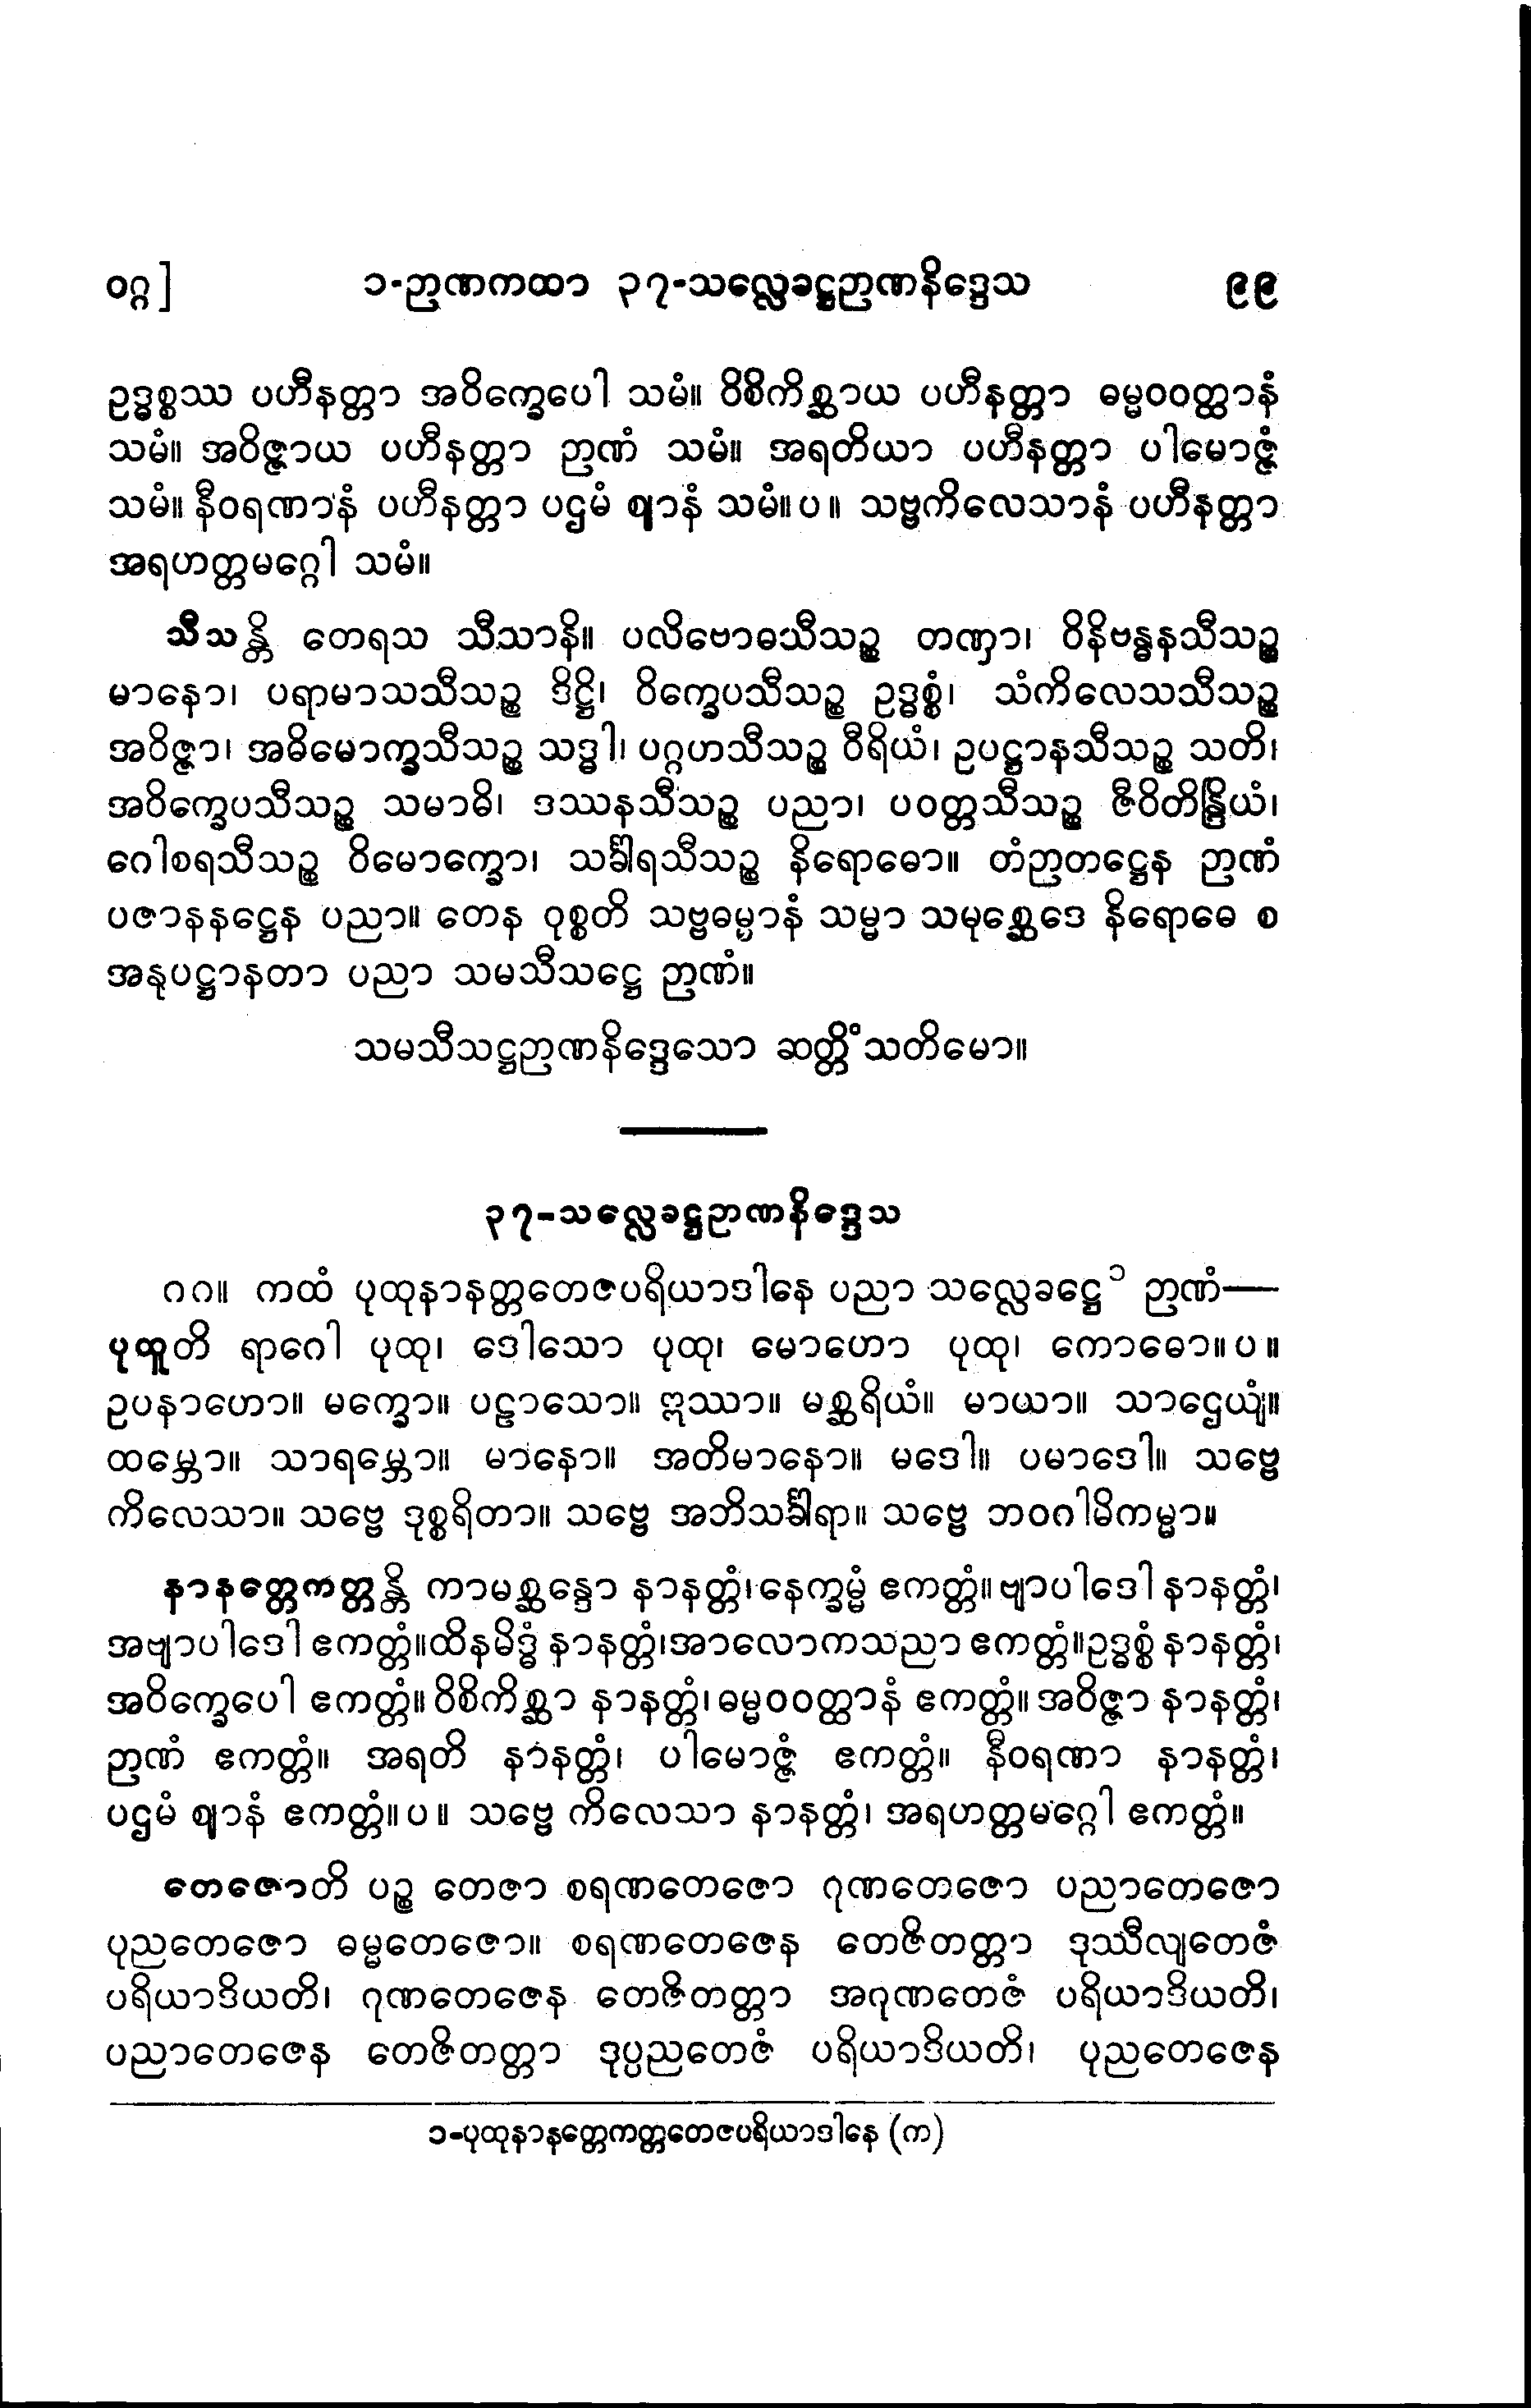 ဝဂ္ဂ] ၁-ဉာဏကထာ ၃၇-သလ္လေခဋ္ဌဉာဏနိဒ္ဒေသ ၉၉
ဥဒ္ဓစ္စဿ ပဟီနတ္တာ အဝိက္ခေပေါ သမံ။ ဝိစိကိစ္ဆာယ ပဟီနတ္တာ ဓမ္မဝဝတ္ထာနံ
သမံ။ အဝိဇ္ဇာယ ပဟီနတ္တာ ဉာဏံ သမံ။ အရတိယာ ပဟီနတ္တာ ပါမောဇ္ဇံ
သမံ။ နီဝရဏာနံ ပဟီနတ္တာ ပဌမံ ဈာနံ သမံ။ပ။ သဗ္ဗကိလေသာနံ ပဟီနတ္တာ
အရဟတ္တမဂ္ဂေါ သမံ။
သီသန္တိ တေရသ သီသာနိ။ ပလိဗောဓသီသဉ္စ တဏှာ၊ ဝိနိဗန္ဓနသီသဉ္စ
မာနော၊ ပရာမာသသီသဉ္စ ဒိဋ္ဌိ၊ ဝိက္ခေပသီသဉ္စ ဥဒ္ဓစ္စံ၊ သံကိလေသသီသဉ္စ
အဝိဇ္ဇာ၊ အဓိမောက္ခသီသဉ္စ သဒ္ဓါ၊ ပဂ္ဂဟသီသဉ္စ ဝီရိယံ၊ ဥပဋ္ဌာနသီသဉ္စ သတိ၊
အဝိက္ခေပသီသဉ္စ သမာဓိ၊ ဒဿနသီသဉ္စ ပညာ၊ ပဝတ္တသီသဉ္စ ဇီဝိတိန္ဒြိယံ၊
ဂေါစရသီသဉ္စ ဝိမောက္ခော၊ သင်္ခါရသီသဉ္စ နိရောဓော။ တံဉာတဋ္ဌေန ဉာဏံ
ပဇာနနဋ္ဌေန ပညာ။ တေန ဝုစ္စတိ သဗ္ဗဓမ္မာနံ သမ္မာ သမုစ္ဆေဒေ နိရောဓေ စ
အနုပဋ္ဌာနတာ ပညာ သမသီသဋ္ဌေ ဉာဏံ။
သမသီသဋ္ဌဉာဏနိဒ္ဒေသော ဆတ္တိံသတိမော။
၃၇-သလ္လေခဋ္ဌဉာဏနိဒ္ဒေသ
၈၈။ ကထံ ပုထုနာနတ္တတေဇပရိယာဒါနေ ပညာ သလ္လေခဋ္ဌေ ၁ ဉာဏံ—
ပုထူတိ ရာဂေါ ပုထု၊ ဒေါသော ပုထု၊ မောဟော ပုထု၊ ကောဓော။ပ။
ဥပနာဟော။ မက္ခော။ ပဠာသော။ ဣဿာ။ မစ္ဆရိယံ။ မာယာ။ သာဌေယျံ။
ထမ္ဘော။ သာရမ္ဘော။ မာနော။ အတိမာနော။ မဒေါ။ ပမာဒေါ။ သဗ္ဗေ
ကိလေသာ။ သဗ္ဗေ ဒုစ္စရိတာ။ သဗ္ဗေ အဘိသင်္ခါရာ။ သဗ္ဗေ ဘဝဂါမိကမ္မာ။
နာနတ္တေကတ္တန္တိ ကာမစ္ဆန္ဒော နာနတ္တံ၊ နေက္ခမ္မံ ဧကတ္တံ။ ဗျာပါဒေါ နာနတ္တံ၊
အဗျာပါဒေါ ဧကတ္တံ။ ထိနမိဒ္ဓံ နာနတ္တံ၊ အာလောကသညာ ဧကတ္တံ။ ဥဒ္ဓစ္စံ နာနတ္တံ၊
အဝိက္ခေပေါ ဧကတ္တံ။ ဝိစိကိစ္ဆာ နာနတ္တံ၊ ဓမ္မဝဝတ္ထာနံ ဧကတ္တံ။ အဝိဇ္ဇာ နာနတ္တံ၊
ဉာဏံ ဧကတ္တံ။ အရတိ နာနတ္တံ၊ ပါမောဇ္ဇံ ဧကတ္တံ။ နီဝရဏာ နာနတ္တံ၊
ပဌမံ ဈာနံ ဧကတ္တံ။ပ။ သဗ္ဗေ ကိလေသာ နာနတ္တံ၊ အရဟတ္တမဂ္ဂေါ ဧကတ္တံ။
တေဇောတိ ပဉ္စ တေဇာ စရဏတေဇော ဂုဏတေဇော ပညာတေဇော
ပုညတေဇော ဓမ္မတေဇော။ စရဏတေဇေန တေဇိတတ္တာ ဒုဿီလျတေဇံ
ပရိယာဒိယတိ၊ ဂုဏတေဇေန တေဇိတတ္တာ အဂုဏတေဇံ ပရိယာဒိယတိ၊
ပညာတေဇေန တေဇိတတ္တာ ဒုပ္ပညတေဇံ ပရိယာဒိယတိ၊ ပုညတေဇေန
၁-ပုထုနာနတ္တေကတ္တတေဇပရိယာဒါနေ (က)